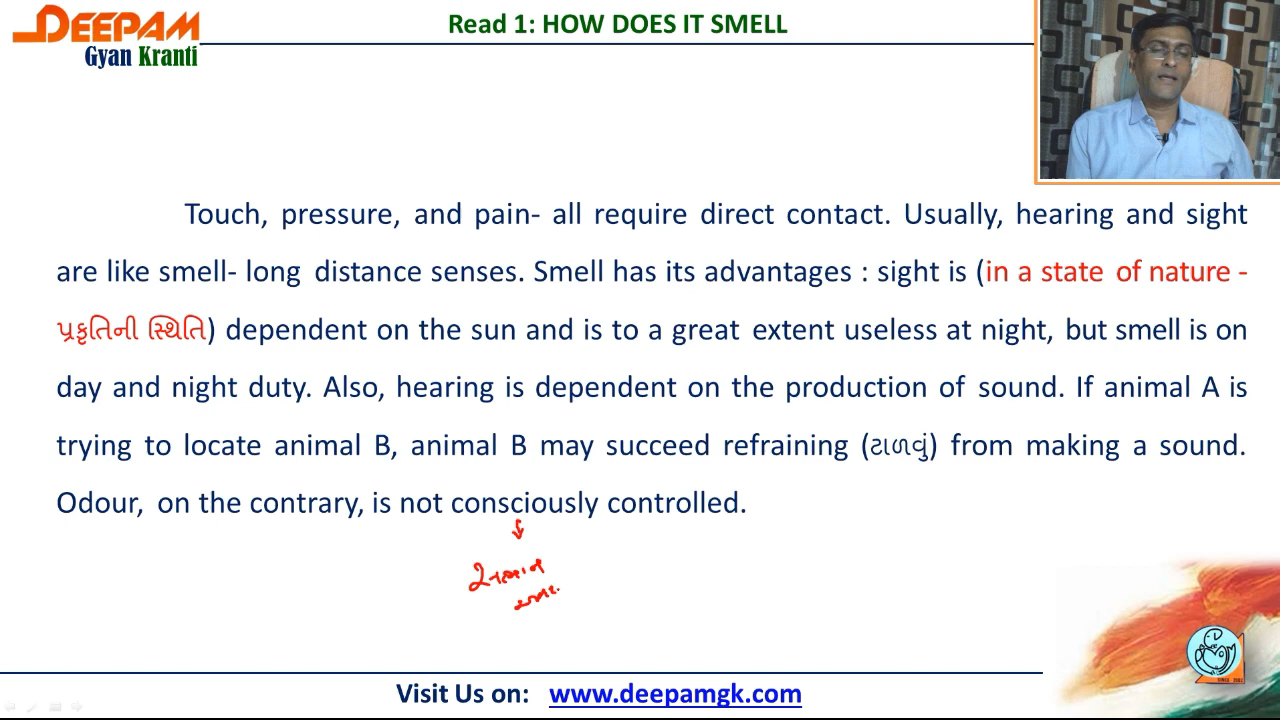 DEEPAM
Gyan Kranti
Read 1: HOW DOES IT SMELL
Touch, pressure, and pain- all require direct contact. Usually, hearing and sight
are like smell- long distance senses. Smell has its advantages : sight is (in a state of nature -
પ્રકૃતિની સ્થિતિ) dependent on the sun and is to a great extent useless at night, but smell is on
day and night duty. Also, hearing is dependent on the production of sound. If animal A is
trying to locate animal B, animal B may succeed refraining (ટાળવું) from making a sound.
Odour, on the contrary, is not consciously controlled.
Visit Us on: www.deepamgk.com